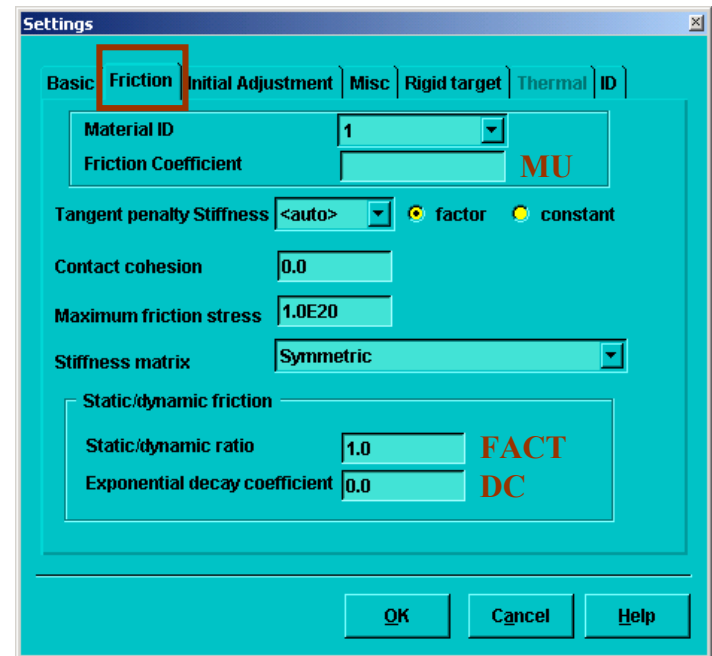 Settings
Basic Friction Initial Adjustment Misc Rigid target Thermal ID
Material ID 1
Friction Coefficient MU
Tangent penalty Stiffness <auto> factor constant
Contact cohesion 0.0
Maximum friction stress 1.0E20
Stiffness matrix Symmetric
Static/dynamic friction
Static/dynamic ratio 1.0 FACT
Exponential decay coefficient 0.0 DC
OK Cancel Help